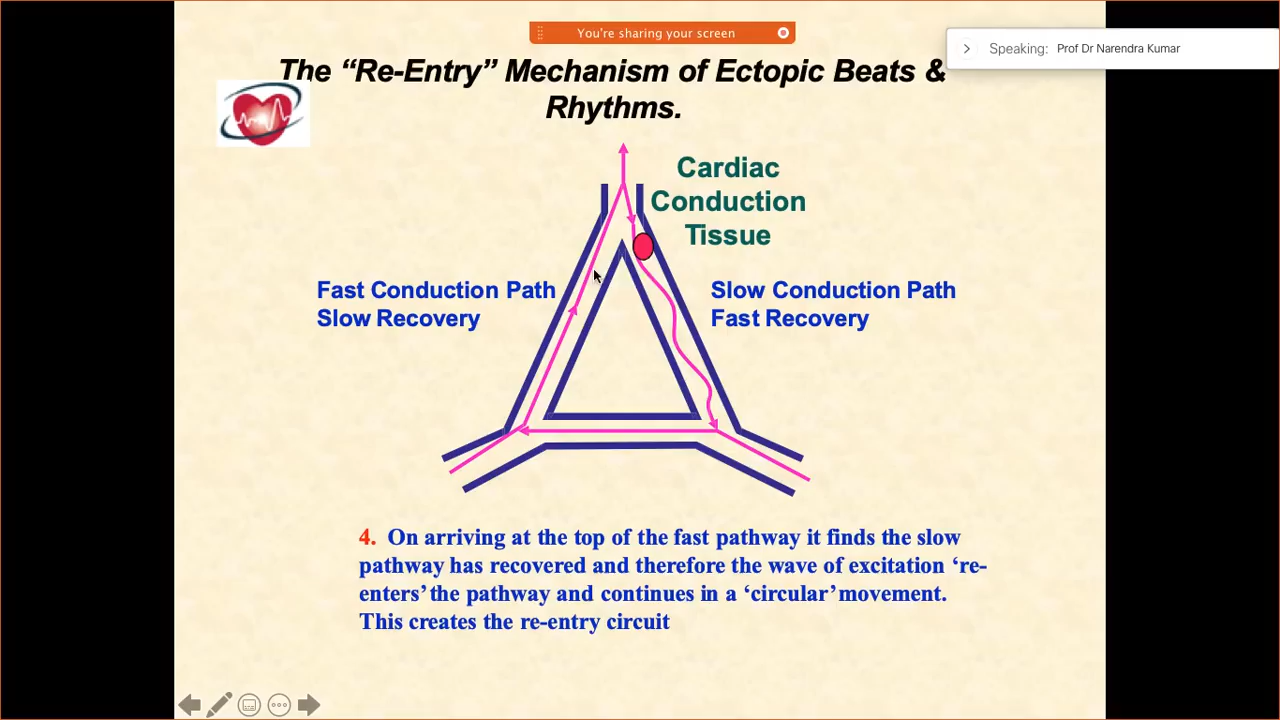 You're sharing your screen
Speaking: Prof Dr Narendra Kumar
The “Re-Entry” Mechanism of Ectopic Beats &
Rhythms.
Cardiac
Conduction
Tissue
Fast Conduction Path
Slow Recovery
Slow Conduction Path
Fast Recovery
4. On arriving at the top of the fast pathway it finds the slow
pathway has recovered and therefore the wave of excitation ‘re-
enters’ the pathway and continues in a ‘circular’ movement.
This creates the re-entry circuit